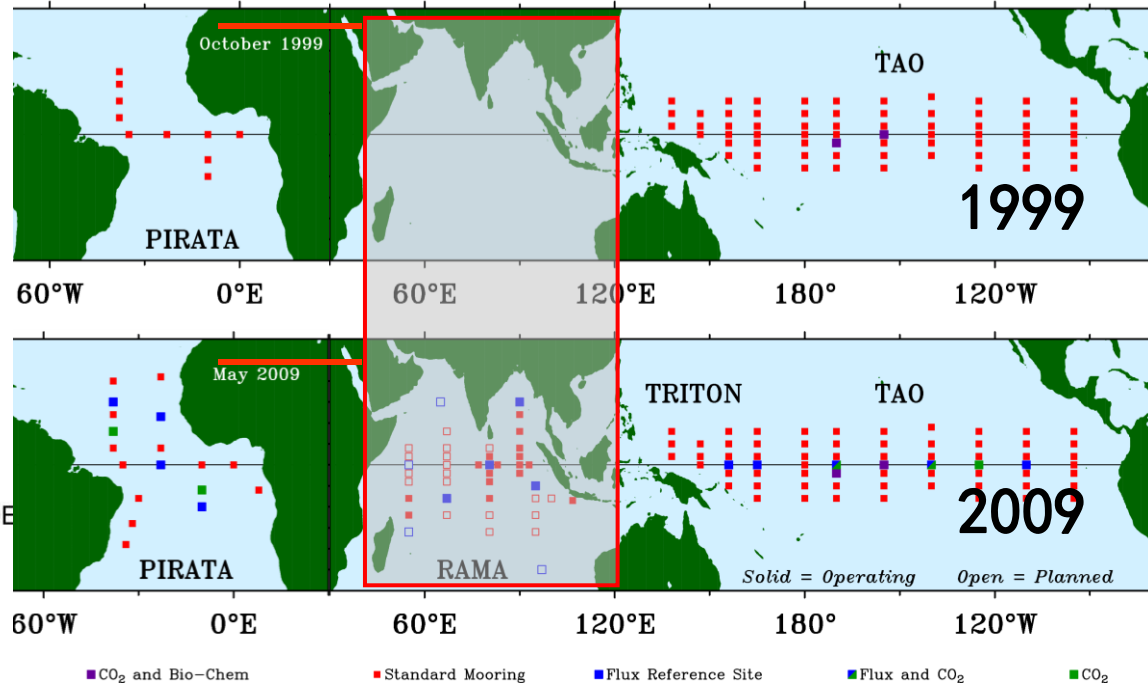 October 1999
TAO
1999
PIRATA
60°W 0°E 60°E 120°E 180° 120°W
May 2009
TRITON TAO
2009
E
PIRATA
RAMA
Solid = Operating Open = Planned
60°W 0°E 60°E 120°E 180° 120°W
CO₂ and Bio-Chem Standard Mooring Flux Reference Site Flux and CO₂ CO₂